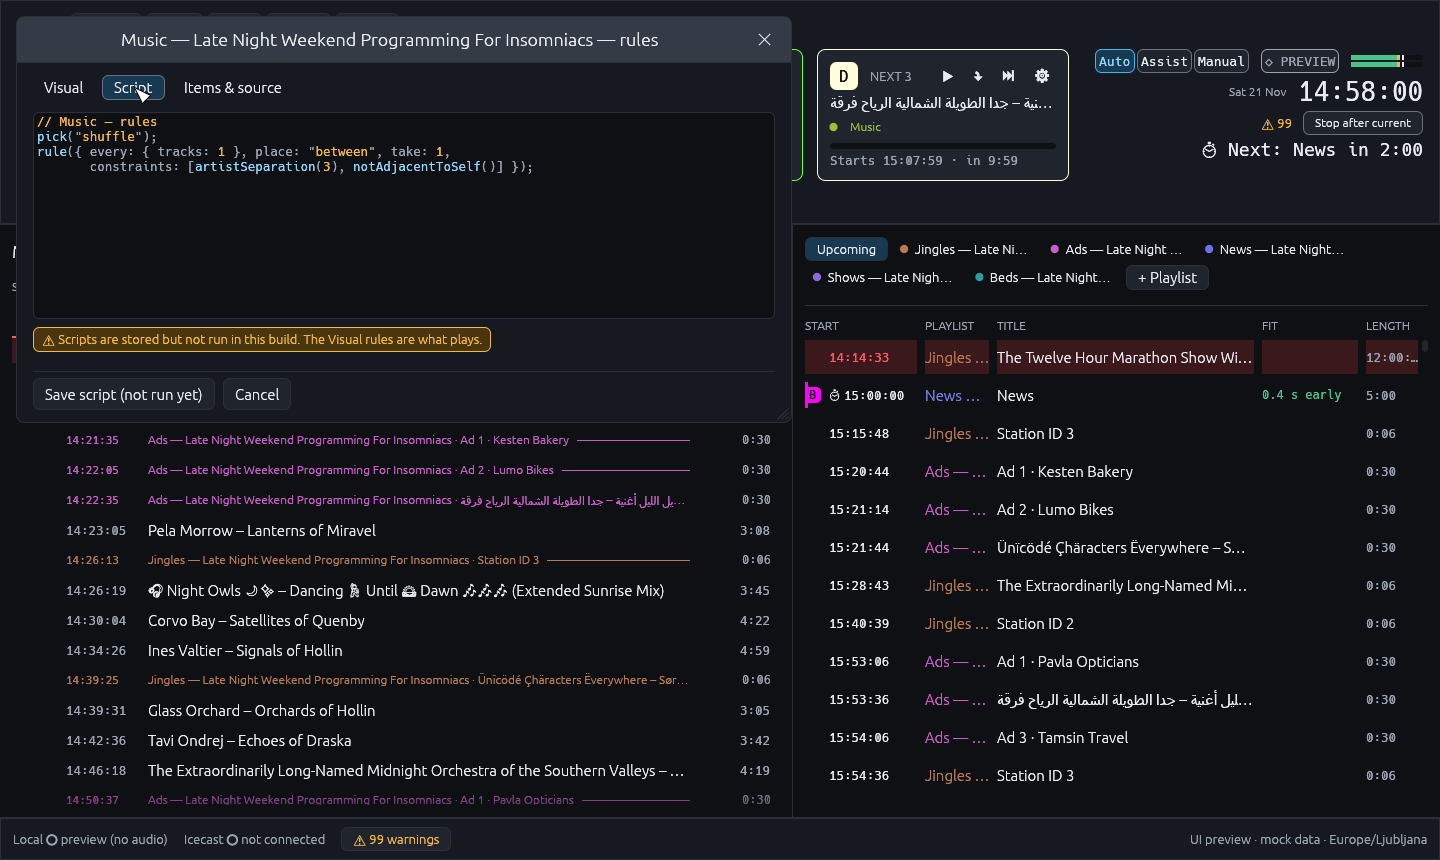 Music — Late Night Weekend Programming For Insomniacs — rules
Visual
Script
Items & source
// Music — rules
pick("shuffle");
rule({ every: { tracks: 1 }, place: "between", take: 1,
constraints: [artistSeparation(3), notAdjacentToSelf()] });
⚠ Scripts are stored but not run in this build. The Visual rules are what plays.
Save script (not run yet)
Cancel
D
NEXT 3
نية – جدا الطويلة الشمالية الرياح فرقة…
Music
Starts 15:07:59 · in 9:59
Auto
Assist
Manual
◇ PREVIEW
Sat 21 Nov
14:58:00
⚠ 99
Stop after current
Next: News in 2:00
14:21:35 Ads — Late Night Weekend Programming For Insomniacs · Ad 1 · Kesten Bakery 0:30
14:22:05 Ads — Late Night Weekend Programming For Insomniacs · Ad 2 · Lumo Bikes 0:30
14:22:35 Ads — Late Night Weekend Programming For Insomniacs · يل الليل أغنية – جدا الطويلة الشمالية الرياح فرقة… 0:30
14:23:05 Pela Morrow – Lanterns of Miravel 3:08
14:26:13 Jingles — Late Night Weekend Programming For Insomniacs · Station ID 3 0:06
14:26:19 🎧 Night Owls 🌙✨ – Dancing 💃 Until 🌅 Dawn 🎶🎶🎶 (Extended Sunrise Mix) 3:45
14:30:04 Corvo Bay – Satellites of Quenby 4:22
14:34:26 Ines Valtier – Signals of Hollin 4:59
14:39:25 Jingles — Late Night Weekend Programming For Insomniacs · Ünïcödé Çhäracters Ëverywhere – Sør… 0:06
14:39:31 Glass Orchard – Orchards of Hollin 3:05
14:42:36 Tavi Ondrej – Echoes of Draska 3:42
14:46:18 The Extraordinarily Long-Named Midnight Orchestra of the Southern Valleys – … 4:19
14:50:37 Ads — Late Night Weekend Programming For Insomniacs · Ad 1 · Pavla Opticians 0:30
Upcoming
Jingles — Late Ni…
Ads — Late Night …
News — Late Night…
Shows — Late Nigh…
Beds — Late Night…
+ Playlist
START PLAYLIST TITLE FIT LENGTH
14:14:33 Jingles … The Twelve Hour Marathon Show Wi… 12:00:…
B 15:00:00 News … News 0.4 s early 5:00
15:15:48 Jingles … Station ID 3 0:06
15:20:44 Ads — … Ad 1 · Kesten Bakery 0:30
15:21:14 Ads — … Ad 2 · Lumo Bikes 0:30
15:21:44 Ads — … Ünïcödé Çhäracters Ëverywhere – S… 0:30
15:28:43 Jingles … The Extraordinarily Long-Named Mi… 0:06
15:40:39 Jingles … Station ID 2 0:06
15:53:06 Ads — … Ad 1 · Pavla Opticians 0:30
15:53:36 Ads — … ليل أغنية – جدا الطويلة الشمالية الرياح فرقة… 0:30
15:54:06 Ads — … Ad 3 · Tamsin Travel 0:30
15:54:36 Jingles … Station ID 3 0:06
Local preview (no audio)
Icecast not connected
⚠ 99 warnings
UI preview · mock data · Europe/Ljubljana